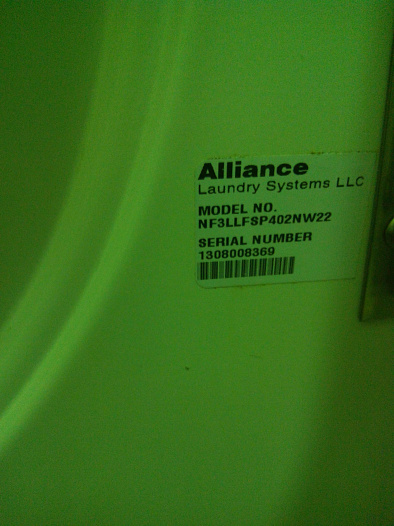 Alliance
Laundry Systems LLC
MODEL NO.
NF3LLFSP402NW22
SERIAL NUMBER
1308008369